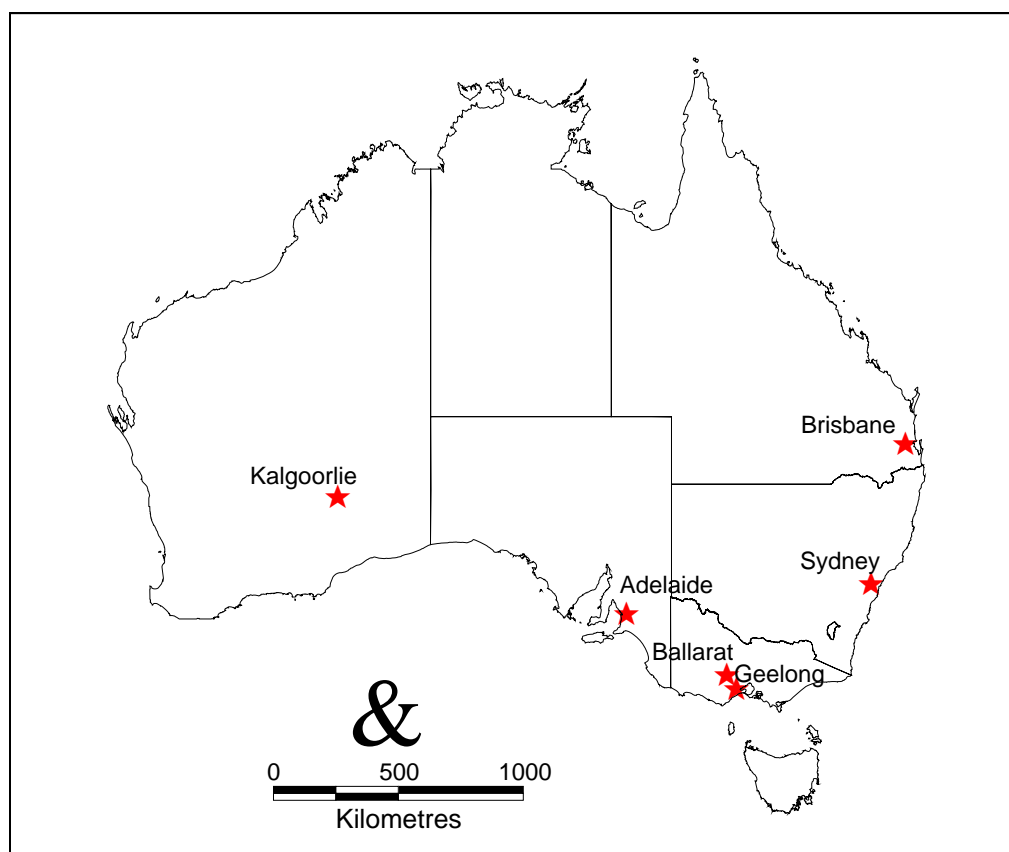 Brisbane
Kalgoorlie
Sydney
Adelaide
Ballarat
Geelong
&
0 500 1000
Kilometres